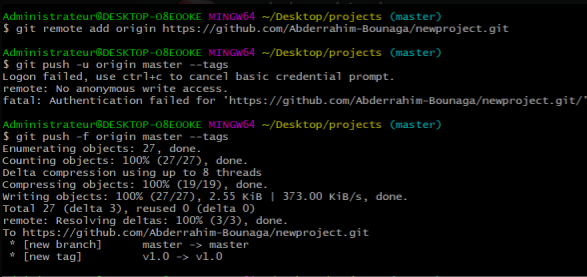 Administrateur@DESKTOP-O8EOOKE MINGW64 ~/Desktop/projects (master)
$ git remote add origin https://github.com/Abderrahim-Bounaga/newproject.git
Administrateur@DESKTOP-O8EOOKE MINGW64 ~/Desktop/projects (master)
$ git push -u origin master --tags
Logon failed, use ctrl+c to cancel basic credential prompt.
remote: No anonymous write access.
fatal: Authentication failed for 'https://github.com/Abderrahim-Bounaga/newproject.git/'
Administrateur@DESKTOP-O8EOOKE MINGW64 ~/Desktop/projects (master)
$ git push -f origin master --tags
Enumerating objects: 27, done.
Counting objects: 100% (27/27), done.
Delta compression using up to 8 threads
Compressing objects: 100% (19/19), done.
Writing objects: 100% (27/27), 2.55 KiB | 373.00 KiB/s, done.
Total 27 (delta 3), reused 0 (delta 0)
remote: Resolving deltas: 100% (3/3), done.
To https://github.com/Abderrahim-Bounaga/newproject.git
 * [new branch]      master -> master
 * [new tag]         v1.0 -> v1.0